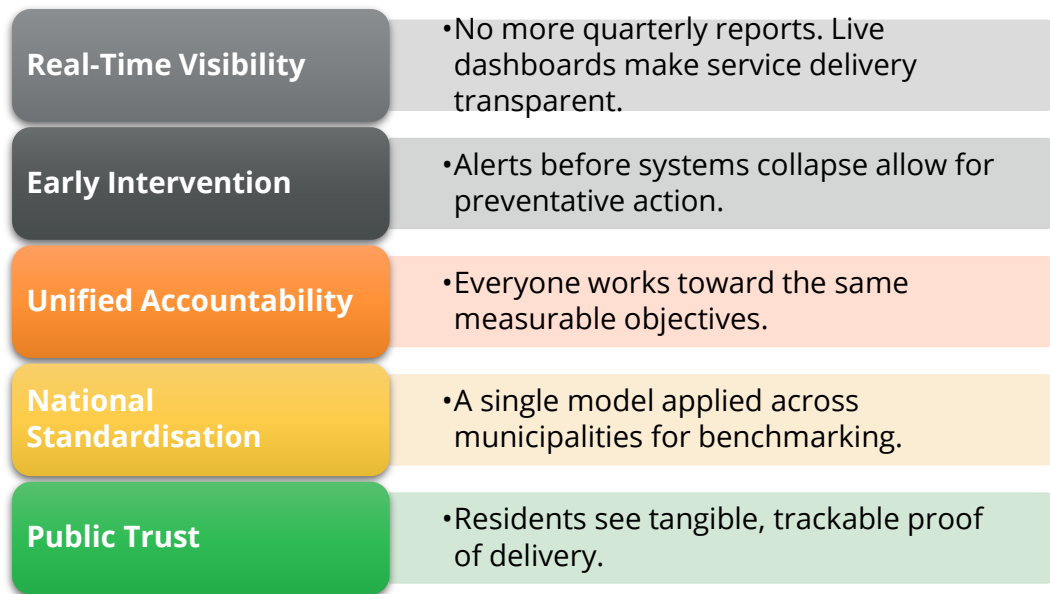 Real-Time Visibility
•No more quarterly reports. Live
dashboards make service delivery
transparent.
Early Intervention
•Alerts before systems collapse allow for
preventative action.
Unified Accountability
•Everyone works toward the same
measurable objectives.
National
Standardisation
•A single model applied across
municipalities for benchmarking.
Public Trust
•Residents see tangible, trackable proof
of delivery.